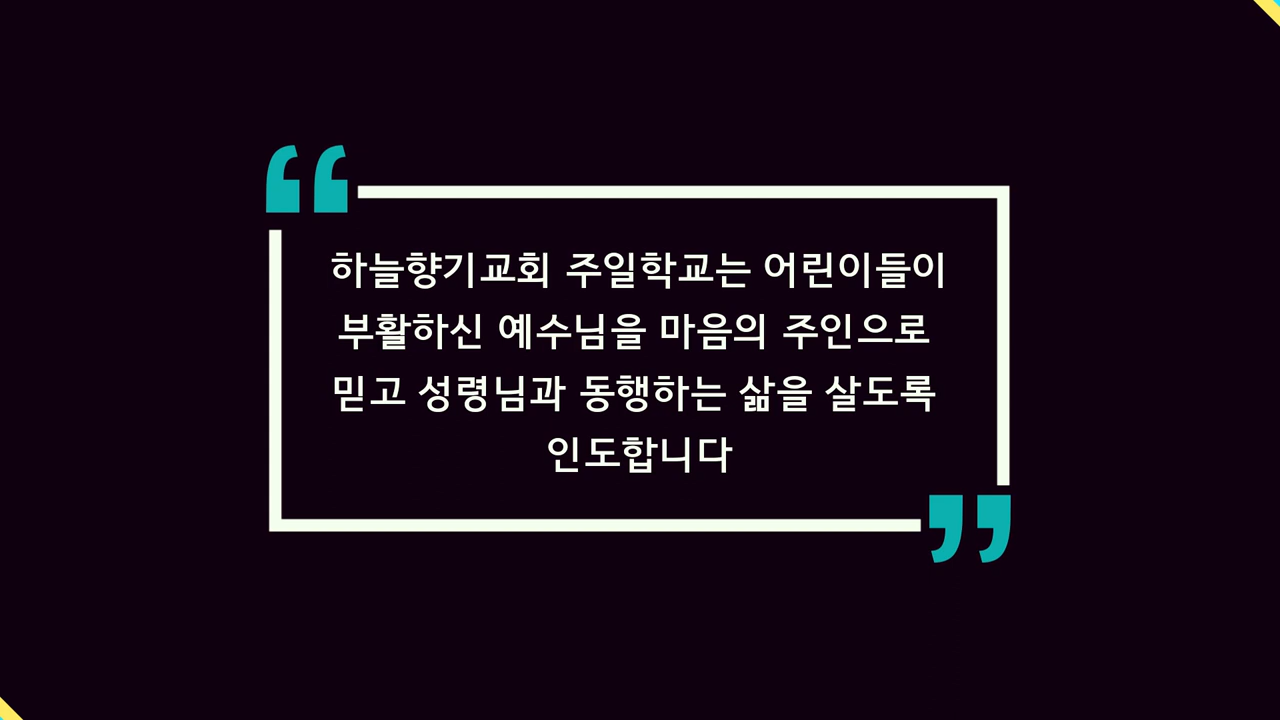 하늘향기교회 주일학교는 어린이들이
부활하신 예수님을 마음의 주인으로
믿고 성령님과 동행하는 삶을 살도록
인도합니다